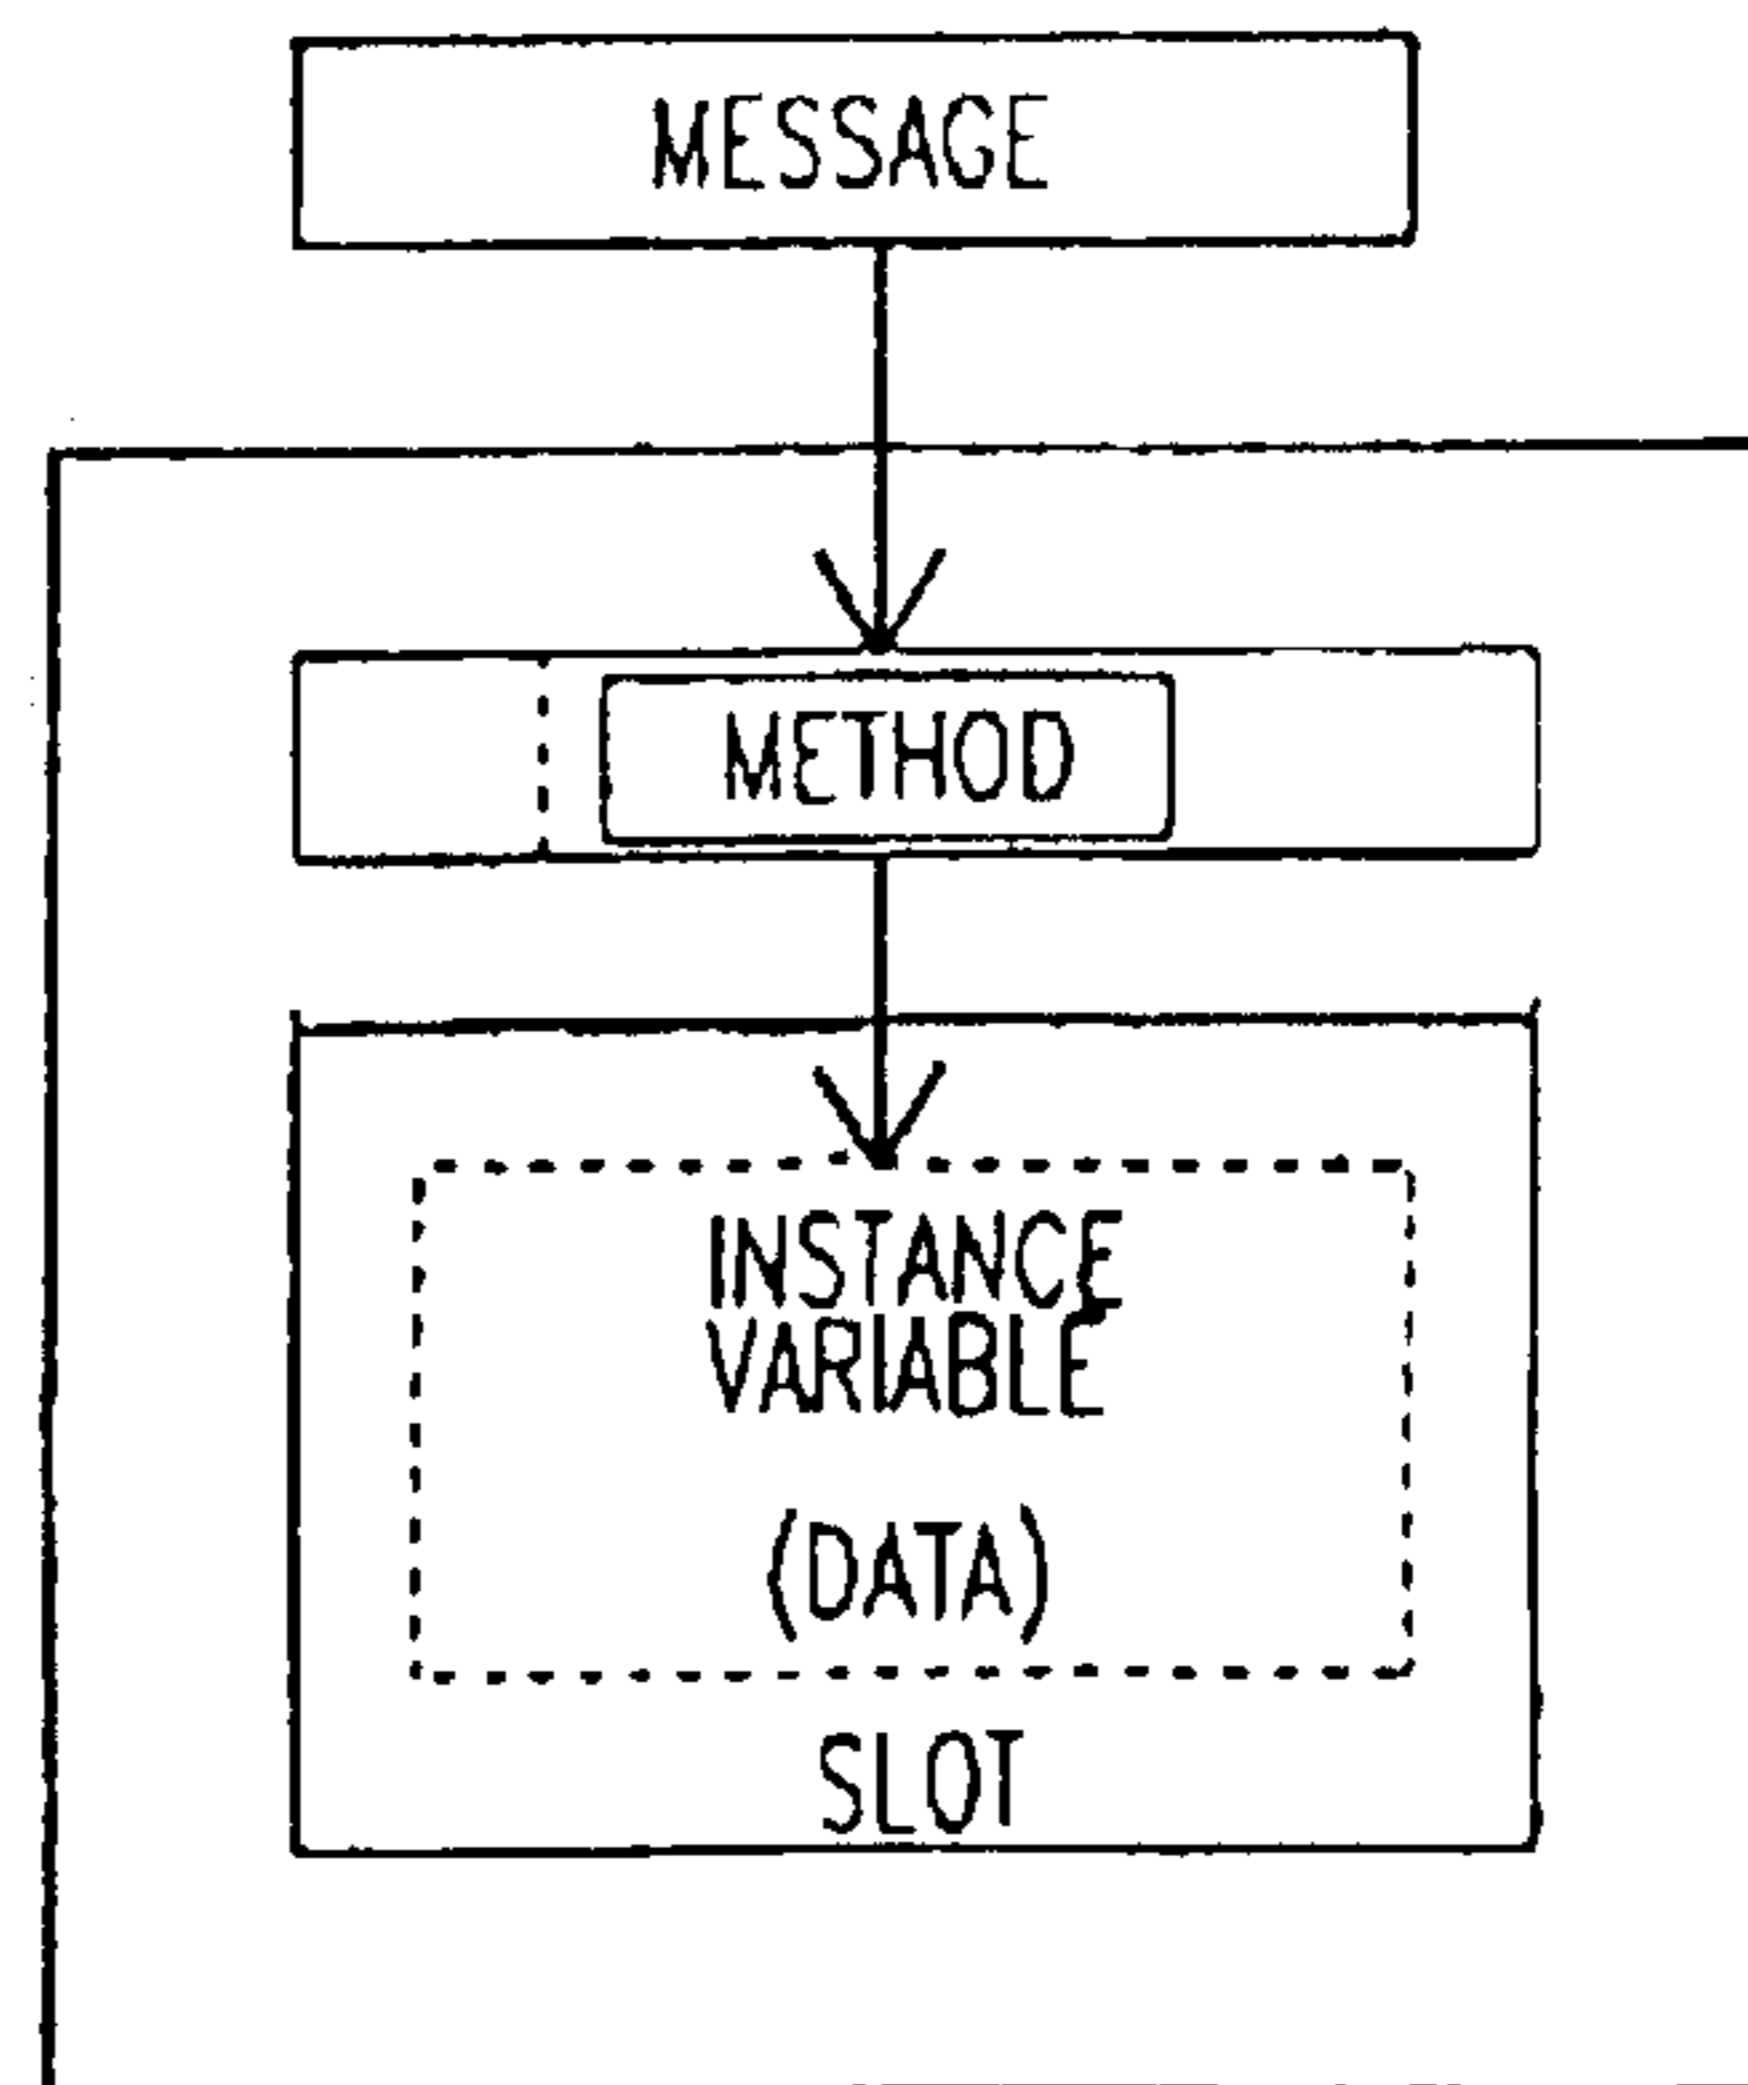 MESSAGE
METHOD
INSTANCE
VARIABLE
(DATA)
SLOT